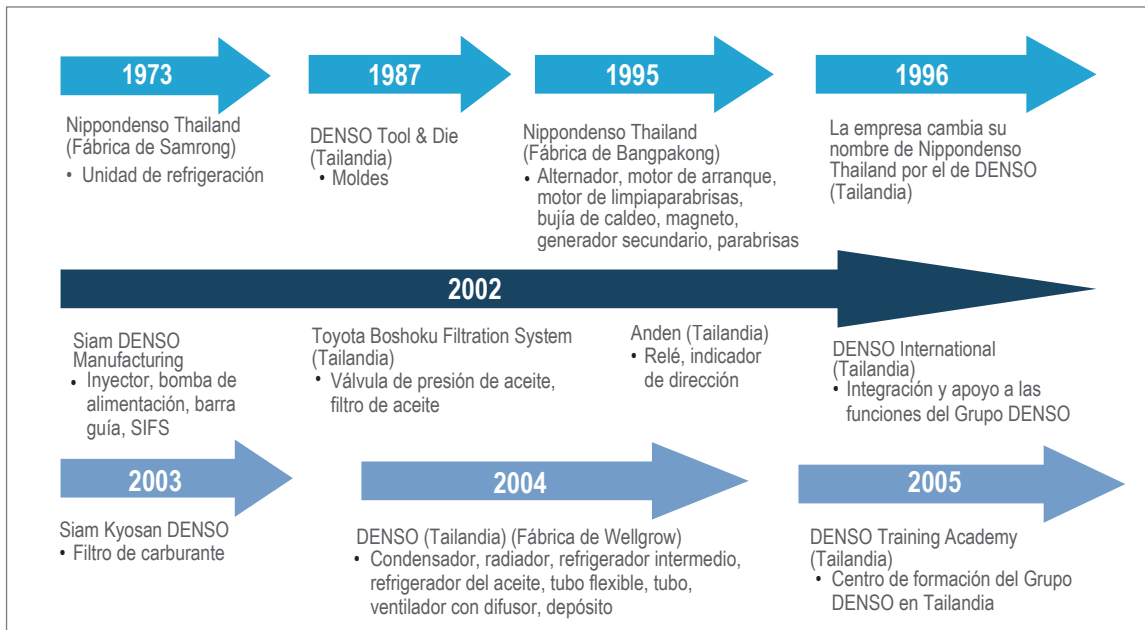 1973
Nippondenso Thailand
(Fábrica de Samrong)
• Unidad de refrigeración
1987
DENSO Tool & Die
(Tailandia)
• Moldes
1995
Nippondenso Thailand
(Fábrica de Bangpakong)
• Alternador, motor de arranque,
motor de limpiaparabrisas,
bujía de caldeo, magneto,
generador secundario, parabrisas
1996
La empresa cambia su
nombre de Nippondenso
Thailand por el de DENSO
(Tailandia)
2002
Siam DENSO
Manufacturing
• Inyector, bomba de
alimentación, barra
guía, SIFS
Toyota Boshoku Filtration System
(Tailandia)
• Válvula de presión de aceite,
filtro de aceite
Anden (Tailandia)
• Relé, indicador
de dirección
DENSO International
(Tailandia)
• Integración y apoyo a las
funciones del Grupo DENSO
2003
Siam Kyosan DENSO
• Filtro de carburante
2004
DENSO (Tailandia) (Fábrica de Wellgrow)
• Condensador, radiador, refrigerador intermedio,
refrigerador del aceite, tubo flexible, tubo,
ventilador con difusor, depósito
2005
DENSO Training Academy
(Tailandia)
• Centro de formación del Grupo
DENSO en Tailandia